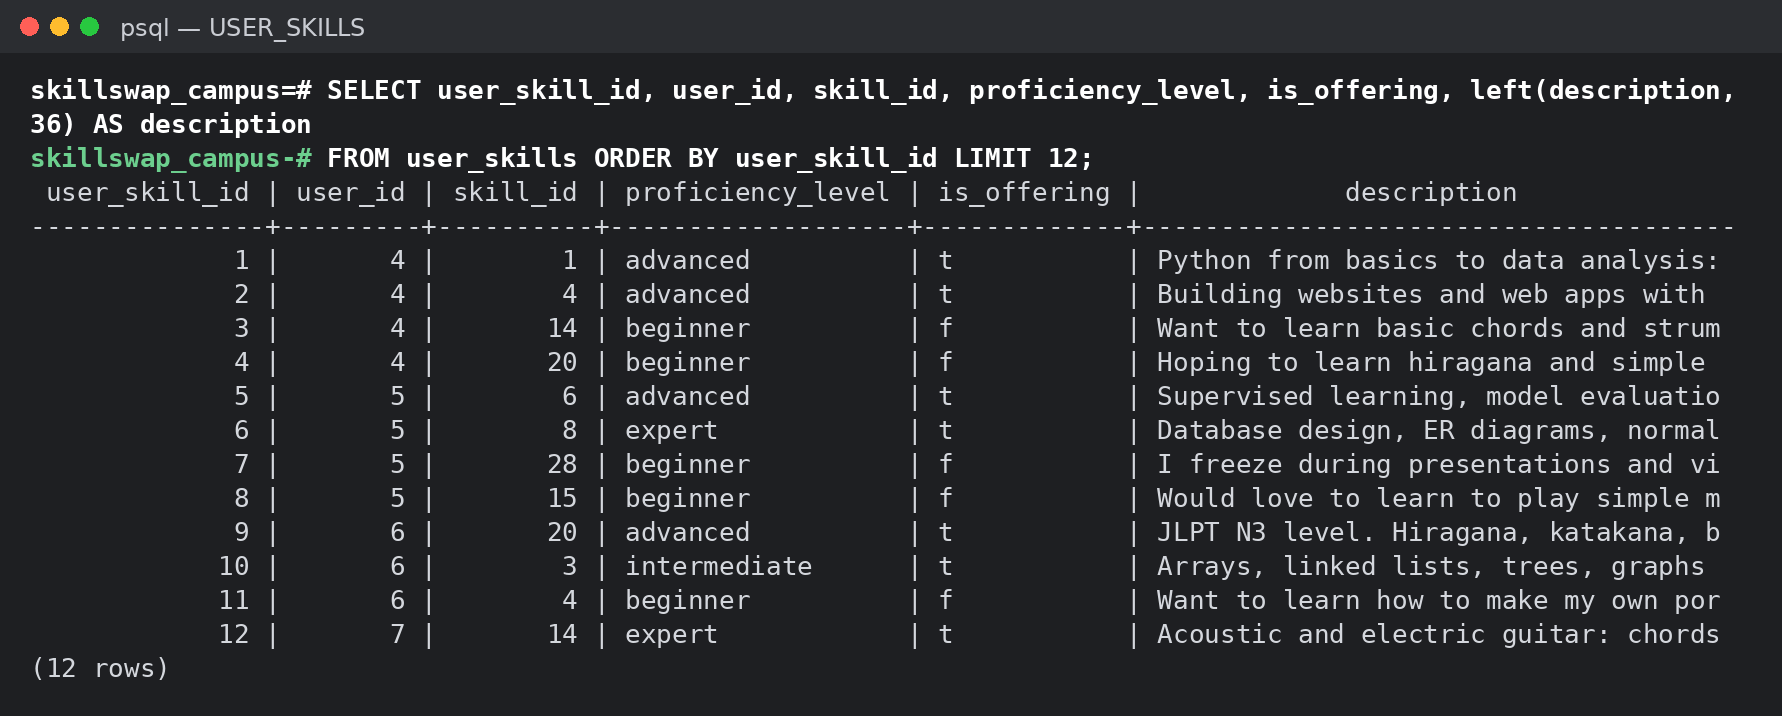 psql — USER_SKILLS
skillswap_campus=# SELECT user_skill_id, user_id, skill_id, proficiency_level, is_offering, left(description,
36) AS description
skillswap_campus-# FROM user_skills ORDER BY user_skill_id LIMIT 12;
 user_skill_id | user_id | skill_id | proficiency_level | is_offering |             description
---------------+---------+----------+-------------------+-------------+--------------------------------------
             1 |       4 |        1 | advanced          | t           | Python from basics to data analysis:
             2 |       4 |        4 | advanced          | t           | Building websites and web apps with
             3 |       4 |       14 | beginner          | f           | Want to learn basic chords and strum
             4 |       4 |       20 | beginner          | f           | Hoping to learn hiragana and simple
             5 |       5 |        6 | advanced          | t           | Supervised learning, model evaluatio
             6 |       5 |        8 | expert            | t           | Database design, ER diagrams, normal
             7 |       5 |       28 | beginner          | f           | I freeze during presentations and vi
             8 |       5 |       15 | beginner          | f           | Would love to learn to play simple m
             9 |       6 |       20 | advanced          | t           | JLPT N3 level. Hiragana, katakana, b
            10 |       6 |        3 | intermediate      | t           | Arrays, linked lists, trees, graphs
            11 |       6 |        4 | beginner          | f           | Want to learn how to make my own por
            12 |       7 |       14 | expert            | t           | Acoustic and electric guitar: chords
(12 rows)